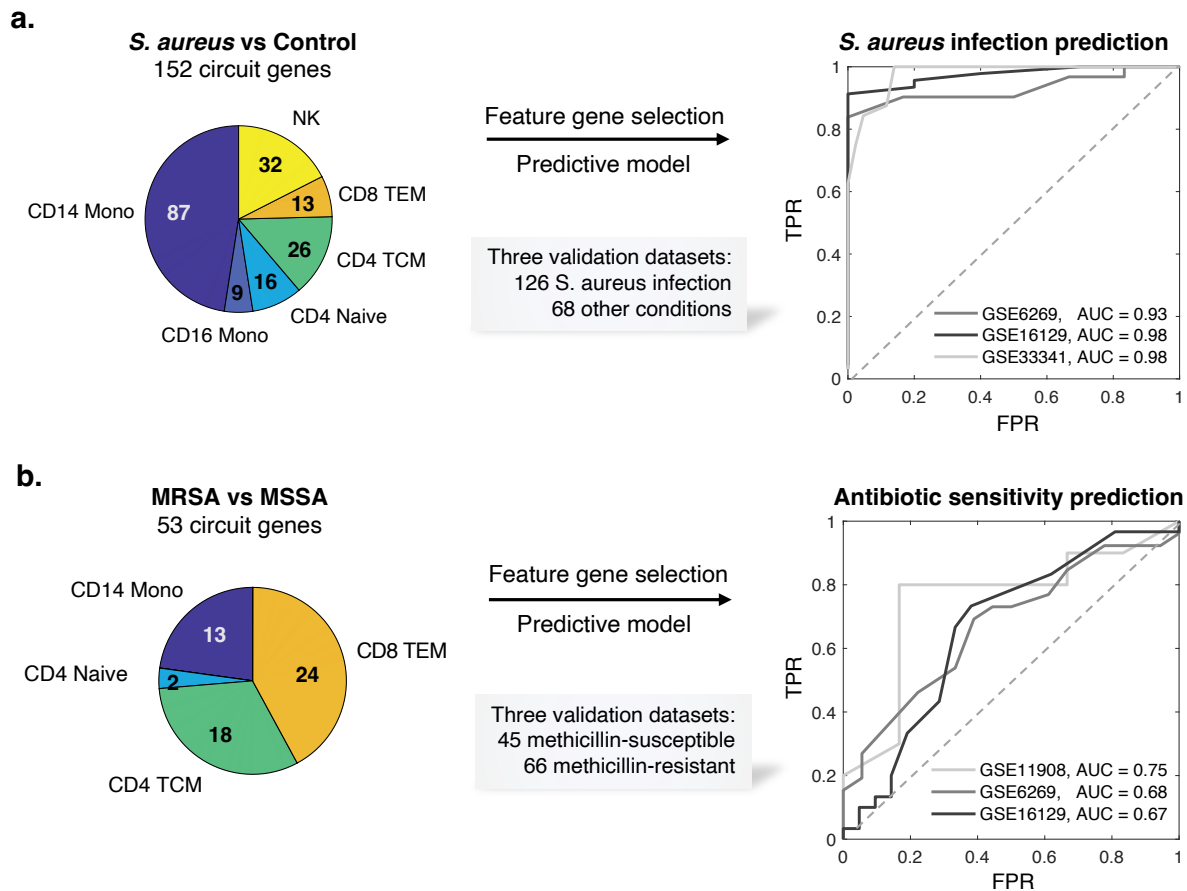 a.
S. aureus vs Control
152 circuit genes
NK
32
CD8 TEM
13
CD14 Mono
87
26
CD4 TCM
16
9
CD4 Naive
CD16 Mono
Feature gene selection
Predictive model
Three validation datasets:
126 S. aureus infection
68 other conditions
S. aureus infection prediction
1
0.8
0.6
0.4
0.2
0
TPR
GSE6269, AUC = 0.93
GSE16129, AUC = 0.98
GSE33341, AUC = 0.98
0 0.2 0.4 0.6 0.8 1
FPR
b.
MRSA vs MSSA
53 circuit genes
CD14 Mono
13
CD8 TEM
24
CD4 Naive
2
18
CD4 TCM
Feature gene selection
Predictive model
Three validation datasets:
45 methicillin-susceptible
66 methicillin-resistant
Antibiotic sensitivity prediction
1
0.8
0.6
0.4
0.2
0
TPR
GSE11908, AUC = 0.75
GSE6269, AUC = 0.68
GSE16129, AUC = 0.67
0 0.2 0.4 0.6 0.8 1
FPR